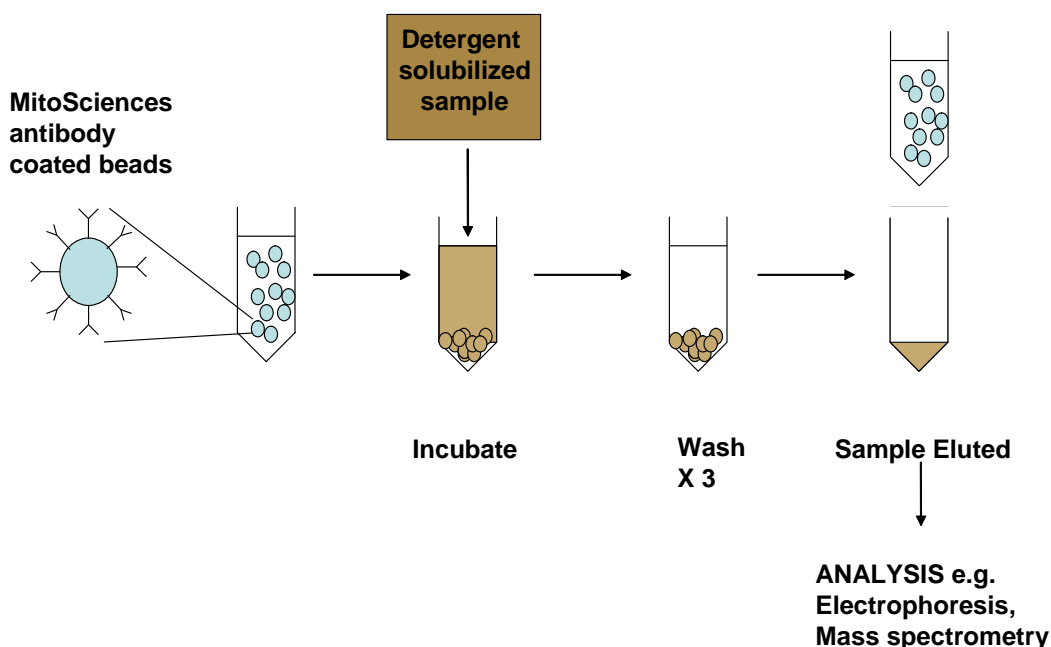 MitoSciences
antibody
coated beads
Detergent
solubilized
sample
Incubate
Wash
X 3
Sample Eluted
ANALYSIS e.g.
Electrophoresis,
Mass spectrometry